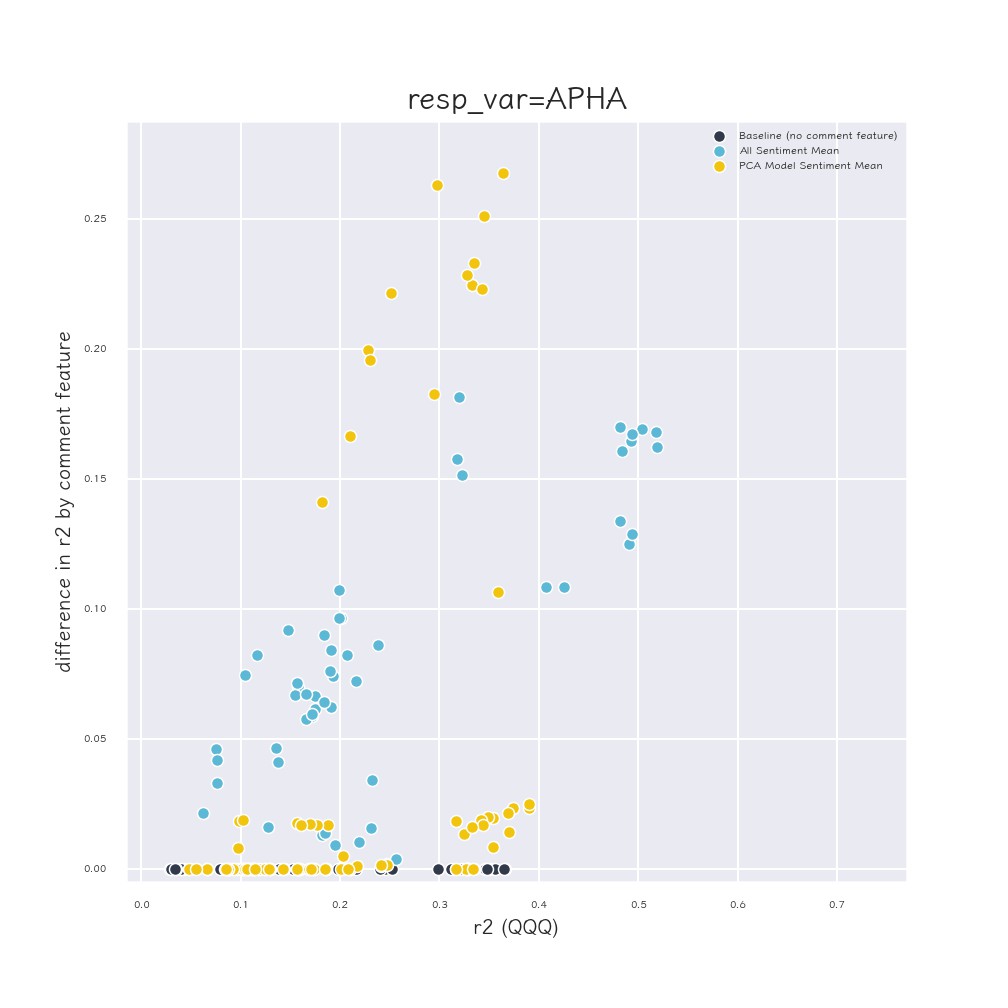 resp_var=APHA
Baseline (no comment feature)
All Sentiment Mean
PCA Model Sentiment Mean
difference in r2 by comment feature
0.25
0.20
0.15
0.10
0.05
0.00
0.0 0.1 0.2 0.3 0.4 0.5 0.6 0.7
r2 (QQQ)